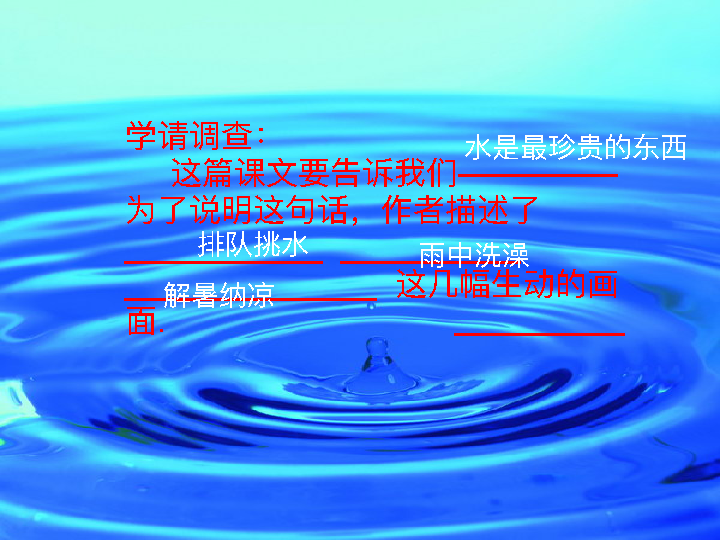 学请调查：
水是最珍贵的东西
这篇课文要告诉我们
为了说明这句话，作者描述了
排队挑水 雨中洗澡
解暑纳凉 这几幅生动的画
面.